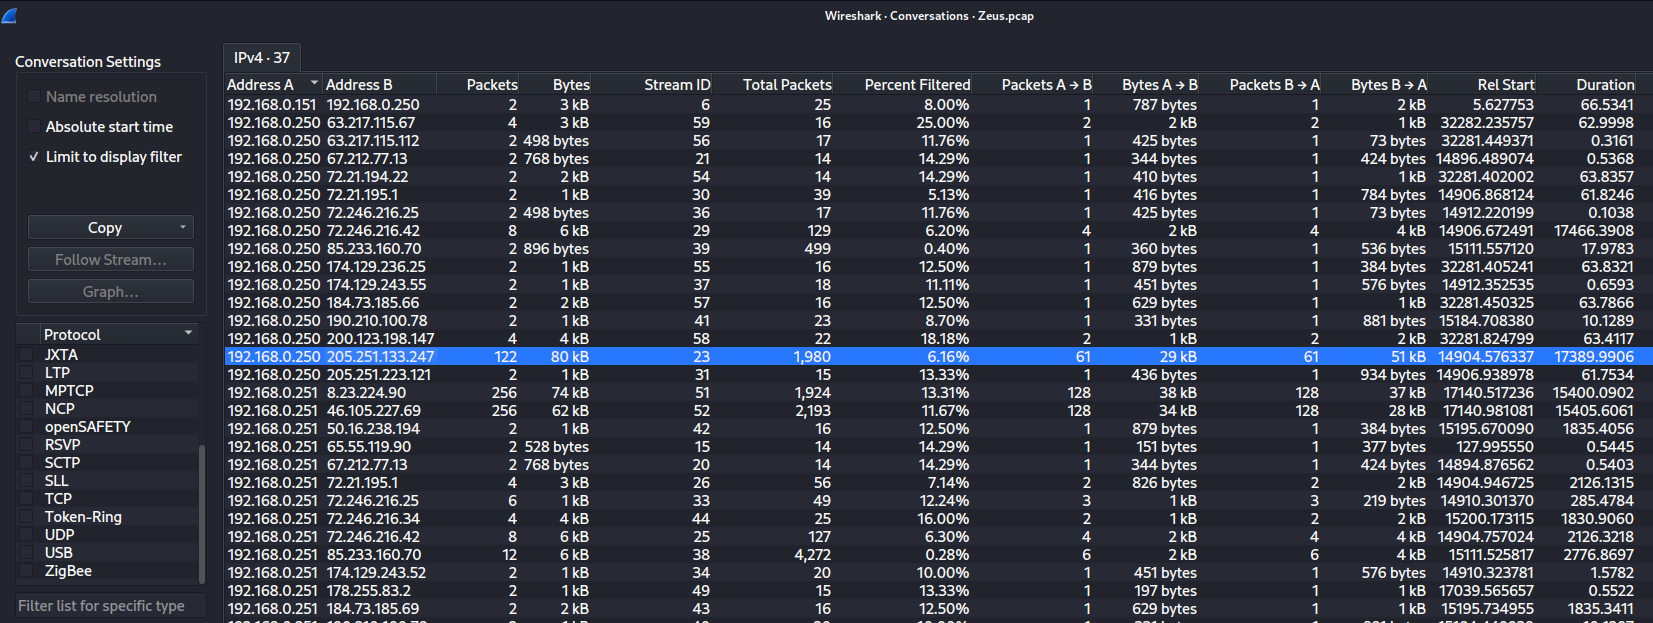 Wireshark · Conversations · Zeus.pcap
Conversation Settings
Name resolution
Absolute start time
Limit to display filter
Copy
Follow Stream…
Graph…
Protocol
JXTA
LTP
MPTCP
NCP
openSAFETY
RSVP
SCTP
SLL
TCP
Token-Ring
UDP
USB
ZigBee
Filter list for specific type
IPv4 · 37
Address A Address B Packets Bytes Stream ID Total Packets Percent Filtered Packets A → B Bytes A → B Packets B → A Bytes B → A Rel Start Duration
192.168.0.151 192.168.0.250 2 3 kB 6 25 8.00% 1 787 bytes 1 2 kB 5.627753 66.5341
192.168.0.250 63.217.115.67 4 3 kB 59 16 25.00% 2 2 kB 2 1 kB 32282.235757 62.9998
192.168.0.250 63.217.115.112 2 498 bytes 56 17 11.76% 1 425 bytes 1 73 bytes 32281.449371 0.3161
192.168.0.250 67.212.77.13 2 768 bytes 21 14 14.29% 1 344 bytes 1 424 bytes 14896.489074 0.5368
192.168.0.250 72.21.194.22 2 2 kB 54 14 14.29% 1 410 bytes 1 1 kB 32281.402002 63.8357
192.168.0.250 72.21.195.1 2 1 kB 30 39 5.13% 1 416 bytes 1 784 bytes 14906.868124 61.8246
192.168.0.250 72.246.216.25 2 498 bytes 36 17 11.76% 1 425 bytes 1 73 bytes 14912.220199 0.1038
192.168.0.250 72.246.216.42 8 6 kB 29 129 6.20% 4 2 kB 4 4 kB 14906.672491 17466.3908
192.168.0.250 85.233.160.70 2 896 bytes 39 499 0.40% 1 360 bytes 1 536 bytes 15111.557120 17.9783
192.168.0.250 174.129.236.25 2 1 kB 55 16 12.50% 1 879 bytes 1 384 bytes 32281.405241 63.8321
192.168.0.250 174.129.243.55 2 1 kB 37 18 11.11% 1 451 bytes 1 576 bytes 14912.352535 0.6593
192.168.0.250 184.73.185.66 2 2 kB 57 16 12.50% 1 629 bytes 1 1 kB 32281.450325 63.7866
192.168.0.250 190.210.100.78 2 1 kB 41 23 8.70% 1 331 bytes 1 881 bytes 15184.708380 10.1289
192.168.0.250 200.123.198.147 4 4 kB 58 22 18.18% 2 2 kB 2 1 kB 32281.824799 63.4117
192.168.0.250 205.251.133.247 122 80 kB 23 1,980 6.16% 61 29 kB 61 51 kB 14904.576337 17389.9906
192.168.0.250 205.251.223.121 2 1 kB 31 15 13.33% 1 436 bytes 1 934 bytes 14906.938978 61.7534
192.168.0.251 8.23.224.90 256 74 kB 51 1,924 13.31% 128 38 kB 128 37 kB 17140.517236 15400.0902
192.168.0.251 46.105.227.69 256 62 kB 52 2,193 11.67% 128 34 kB 128 28 kB 17140.981081 15405.6061
192.168.0.251 50.16.238.194 2 1 kB 42 16 12.50% 1 879 bytes 1 384 bytes 15195.670090 1835.4056
192.168.0.251 65.55.119.90 2 528 bytes 15 14 14.29% 1 151 bytes 1 377 bytes 127.995550 0.5445
192.168.0.251 67.212.77.13 2 768 bytes 20 14 14.29% 1 344 bytes 1 424 bytes 14894.876562 0.5403
192.168.0.251 72.21.195.1 4 3 kB 26 56 7.14% 2 826 bytes 2 2 kB 14904.946725 2126.1315
192.168.0.251 72.246.216.25 6 1 kB 33 49 12.24% 3 1 kB 3 219 bytes 14910.301370 285.4784
192.168.0.251 72.246.216.34 4 4 kB 44 25 16.00% 2 1 kB 2 2 kB 15200.173115 1830.9060
192.168.0.251 72.246.216.42 8 6 kB 25 127 6.30% 4 2 kB 4 4 kB 14904.757024 2126.3218
192.168.0.251 85.233.160.70 12 6 kB 38 4,272 0.28% 6 2 kB 6 4 kB 15111.525817 2776.8697
192.168.0.251 174.129.243.52 2 1 kB 34 20 10.00% 1 451 bytes 1 576 bytes 14910.323781 1.5782
192.168.0.251 178.255.83.2 2 1 kB 49 15 13.33% 1 197 bytes 1 1 kB 17039.565657 0.5522
192.168.0.251 184.73.185.69 2 2 kB 43 16 12.50% 1 629 bytes 1 1 kB 15195.734955 1835.3411